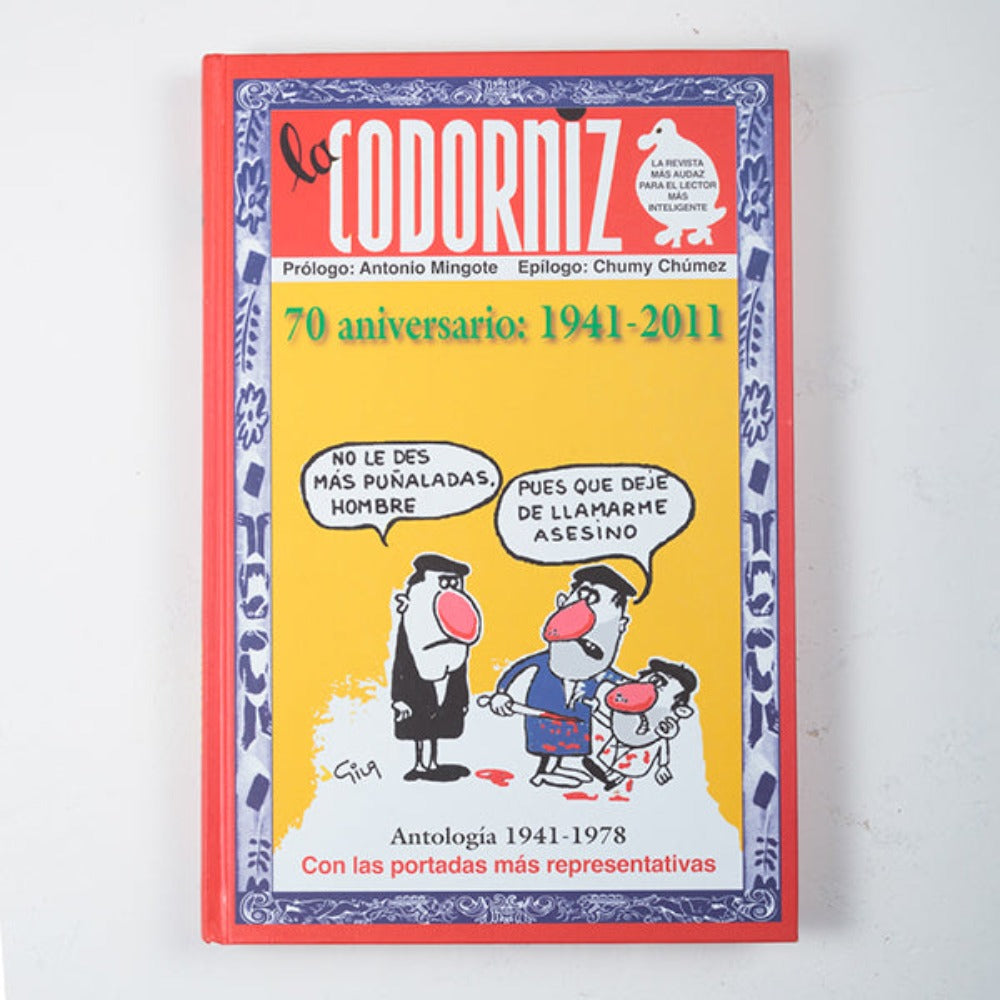 la CODORNIZ
LA REVISTA
MÁS AUDAZ
PARA EL LECTOR
MÁS
INTELIGENTE
Prólogo: Antonio Mingote Epílogo: Chumy Chúmez
70 aniversario: 1941-2011
NO LE DES
MÁS PUÑALADAS,
HOMBRE
PUES QUE DEJE
DE LLAMARME
ASESINO
Gila
Antología 1941-1978
Con las portadas más representativas